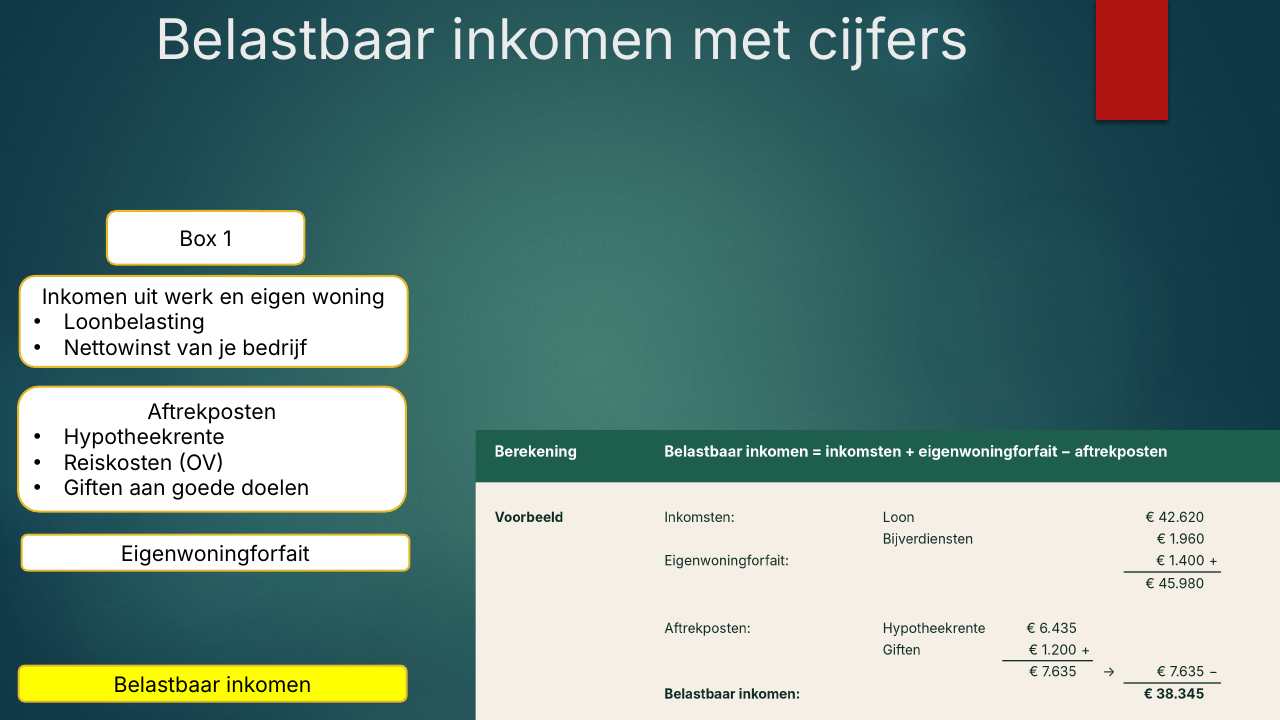 Belastbaar inkomen met cijfers
Box 1
Inkomen uit werk en eigen woning
• Loonbelasting
• Nettowinst van je bedrijf
Aftrekposten
• Hypotheekrente
• Reiskosten (OV)
• Giften aan goede doelen
Eigenwoningforfait
Belastbaar inkomen
Berekening Belastbaar inkomen = inkomsten + eigenwoningforfait – aftrekposten
Voorbeeld Inkomsten: Loon € 42.620
Bijverdiensten € 1.960
Eigenwoningforfait: € 1.400 +
€ 45.980
Aftrekposten: Hypotheekrente € 6.435
Giften € 1.200 +
€ 7.635 → € 7.635 –
Belastbaar inkomen: € 38.345